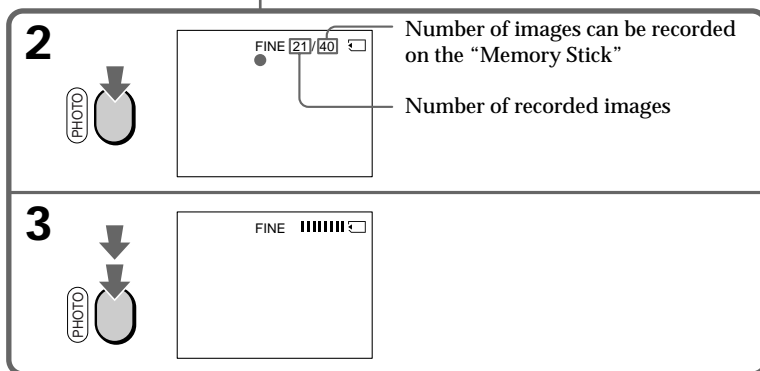 2
FINE 21/40
Number of images can be recorded
on the “Memory Stick”
Number of recorded images
PHOTO
3
FINE
PHOTO